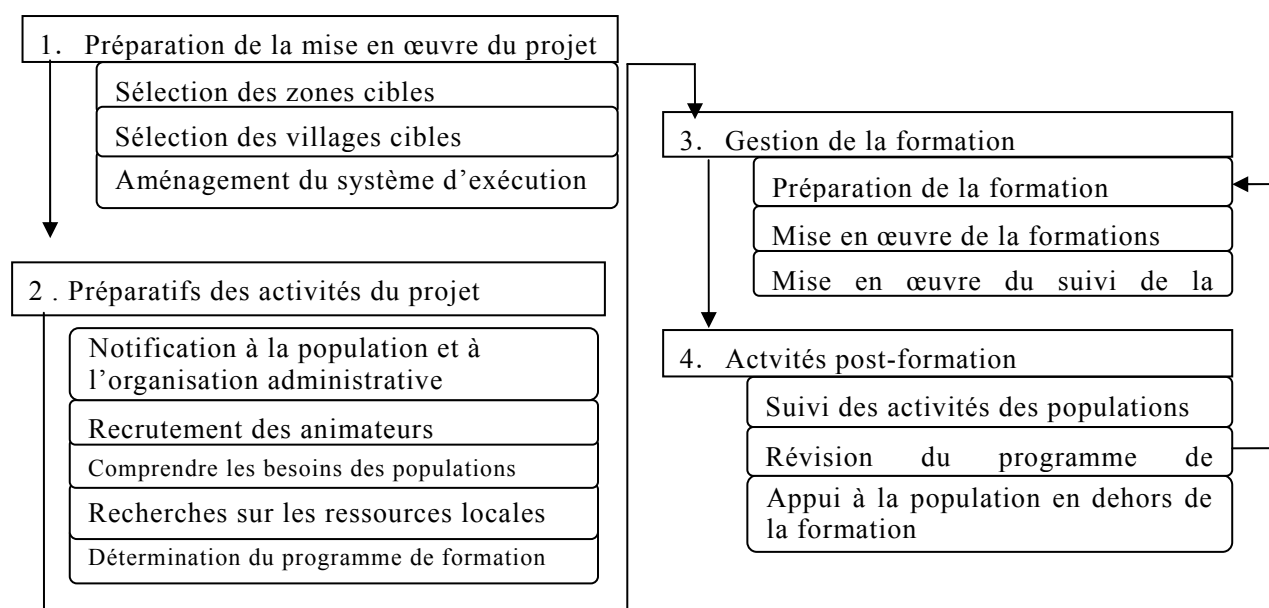 1. Préparation de la mise en œuvre du projet
Sélection des zones cibles
Sélection des villages cibles
Aménagement du système d’exécution
2. Préparatifs des activités du projet
Notification à la population et à
l’organisation administrative
Recrutement des animateurs
Comprendre les besoins des populations
Recherches sur les ressources locales
Détermination du programme de formation
3. Gestion de la formation
Préparation de la formation
Mise en œuvre de la formations
Mise en œuvre du suivi de la
4. Actvités post-formation
Suivi des activités des populations
Révision du programme de
Appui à la population en dehors de
la formation